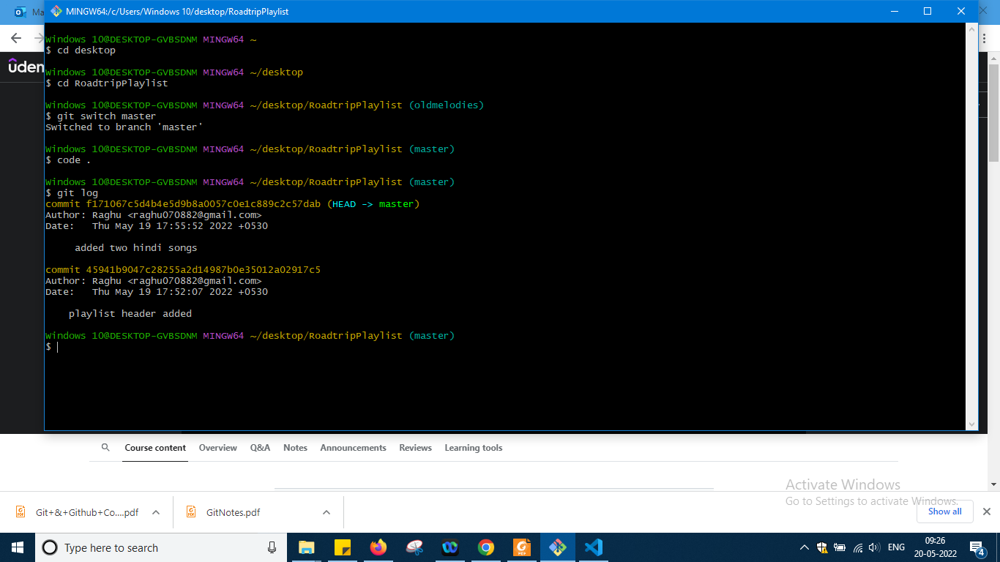 Ma
MINGW64:/c/Users/Windows 10/desktop/RoadtripPlaylist
Windows 10@DESKTOP-GVBSDNM MINGW64 ~
$ cd desktop
Windows 10@DESKTOP-GVBSDNM MINGW64 ~/desktop
$ cd RoadtripPlaylist
Windows 10@DESKTOP-GVBSDNM MINGW64 ~/desktop/RoadtripPlaylist (oldmelodies)
$ git switch master
Switched to branch 'master'
Windows 10@DESKTOP-GVBSDNM MINGW64 ~/desktop/RoadtripPlaylist (master)
$ code .
Windows 10@DESKTOP-GVBSDNM MINGW64 ~/desktop/RoadtripPlaylist (master)
$ git log
commit f171067c5d4b4e5d9b8a0057c0e1c889c2c57dab (HEAD -> master)
Author: Raghu <raghu070882@gmail.com>
Date:   Thu May 19 17:55:52 2022 +0530
added two hindi songs
commit 45941b9047c28255a2d14987b0e35012a02917c5
Author: Raghu <raghu070882@gmail.com>
Date:   Thu May 19 17:52:07 2022 +0530
playlist header added
Windows 10@DESKTOP-GVBSDNM MINGW64 ~/desktop/RoadtripPlaylist (master)
$
ûdem
Course content Overview Q&A Notes Announcements Reviews Learning tools
Activate Windows
Go to Settings to activate Windows.
Git+&+Github+Co....pdf GitNotes.pdf Show all
Type here to search
ENG
09:26
20-05-2022
4